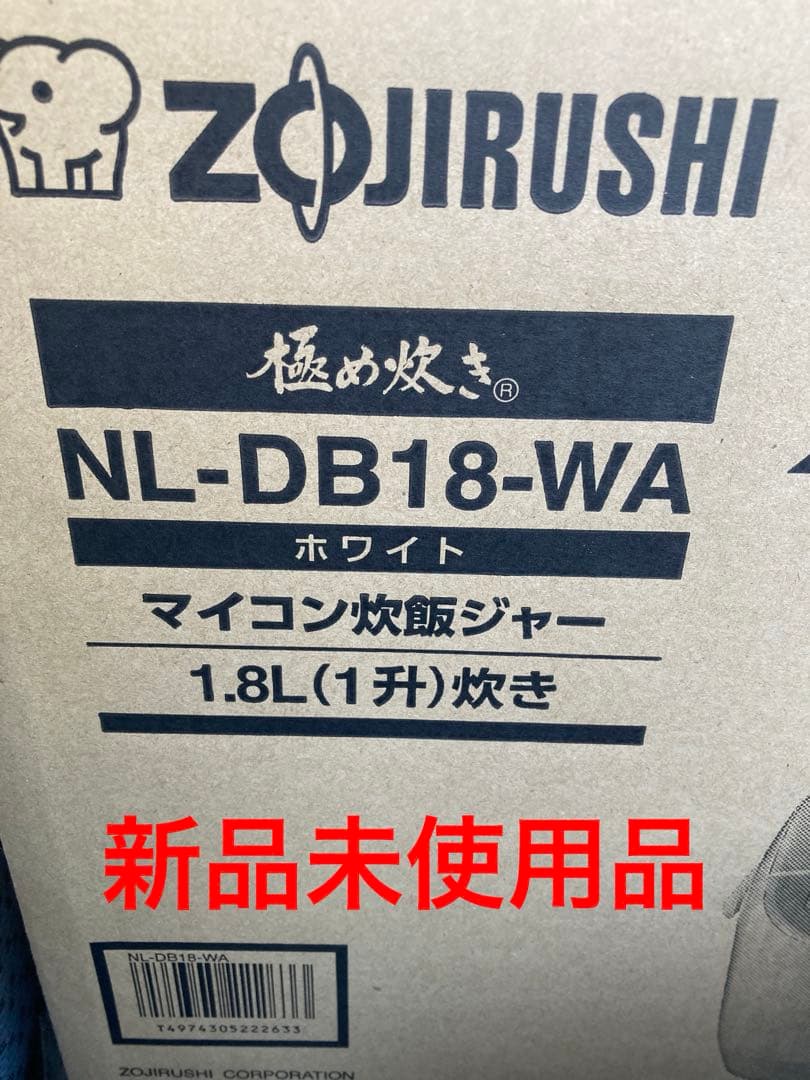 ZOJIRUSHI
極め炊き®
NL-DB18-WA
ホワイト
マイコン炊飯ジャー
1.8L(1升)炊き
新品未使用品
NL-DB18-WA
T4974305222633
ZOJIRUSHI CORPORATION